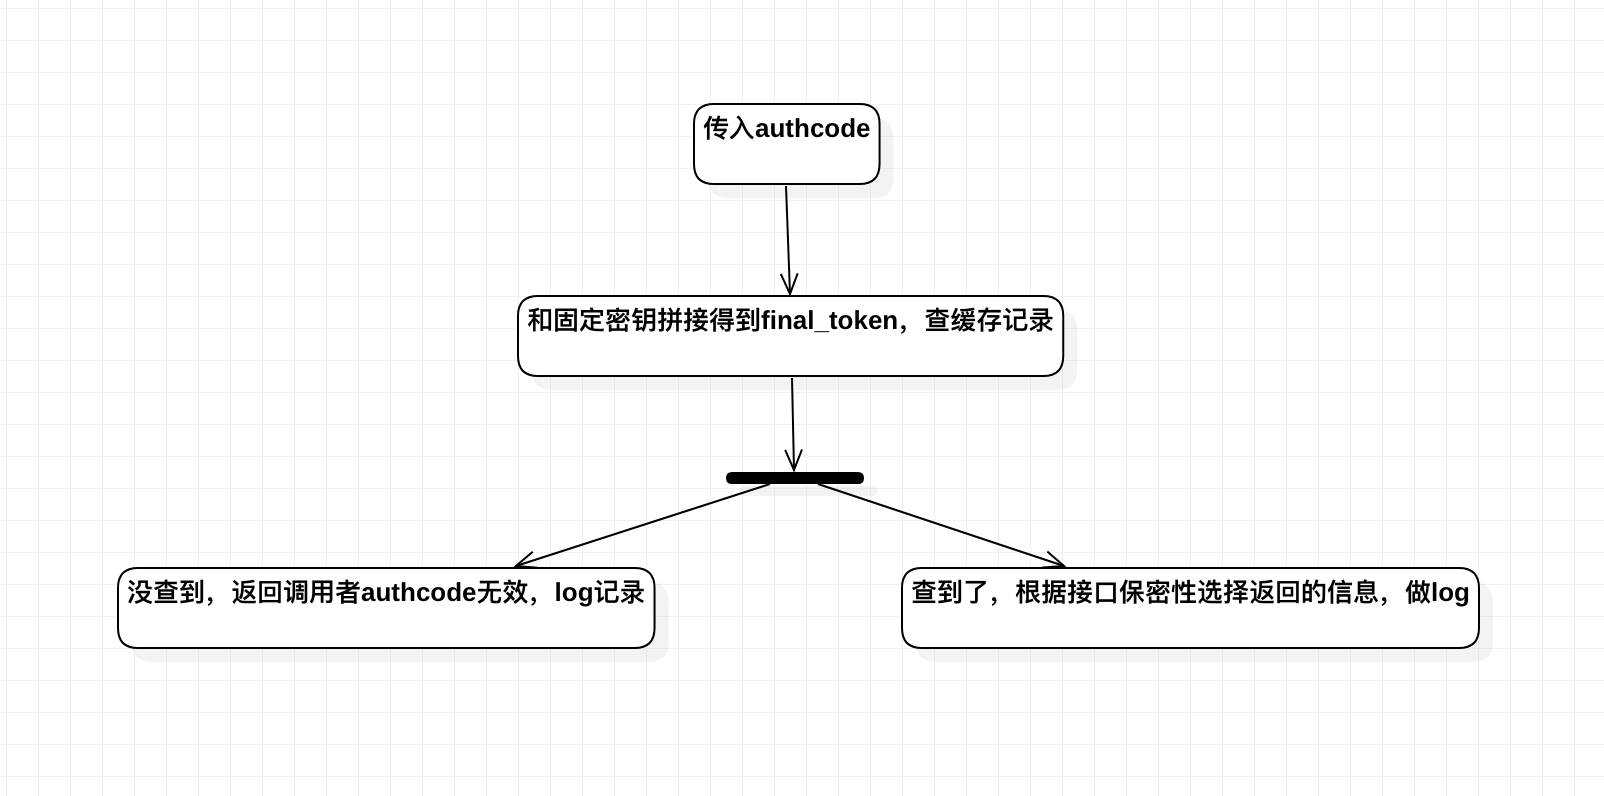 传入authcode
和固定密钥拼接得到final_token，查缓存记录
没查到，返回调用者authcode无效，log记录
查到了，根据接口保密性选择返回的信息，做log